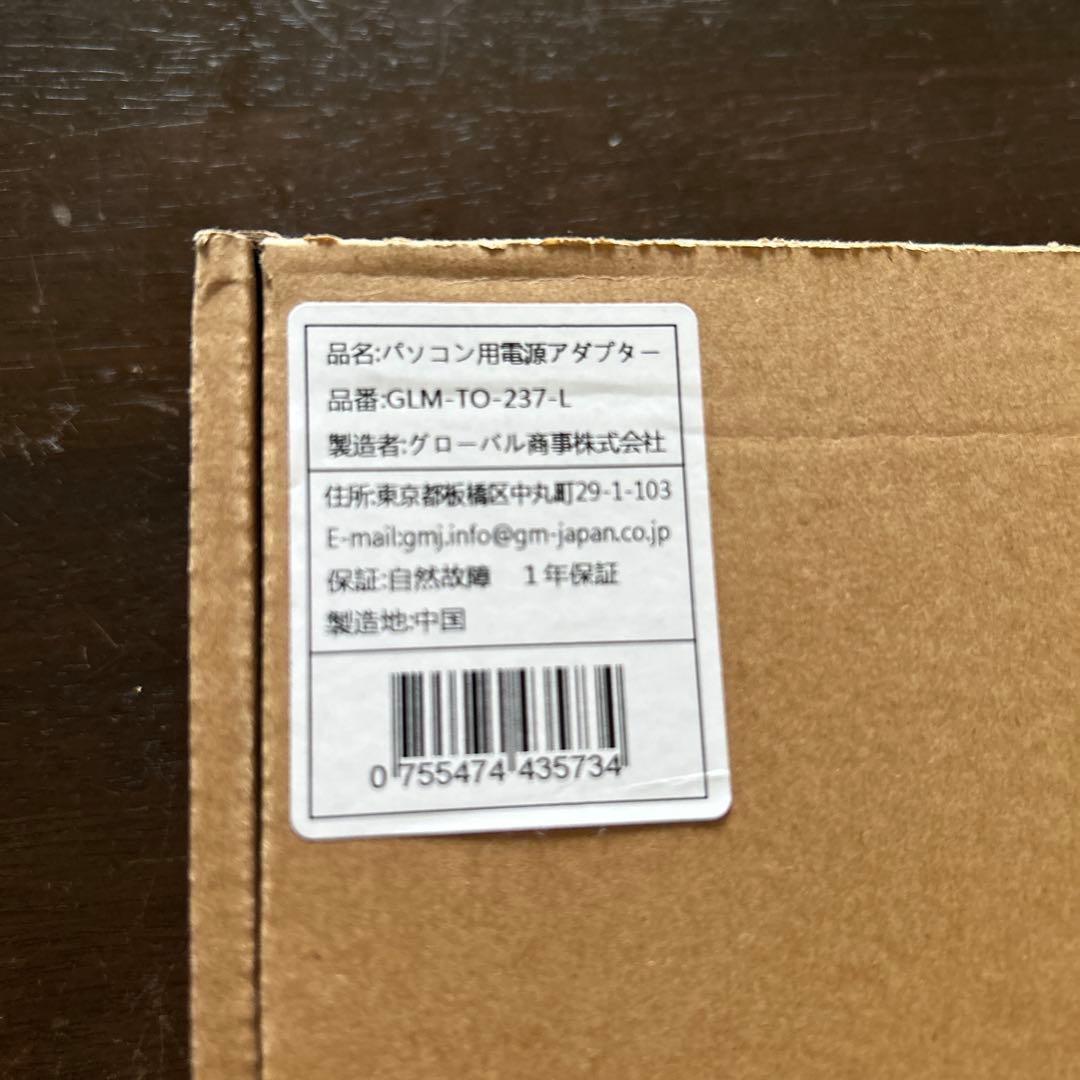 品名:パソコン用電源アダプター
品番:GLM-TO-237-L
製造者:グローバル商事株式会社
住所:東京都板橋区中丸町29-1-103
E-mail:gmj.info@gm-japan.co.jp
保証:自然故障　1年保証
製造地:中国
0 755474 435734